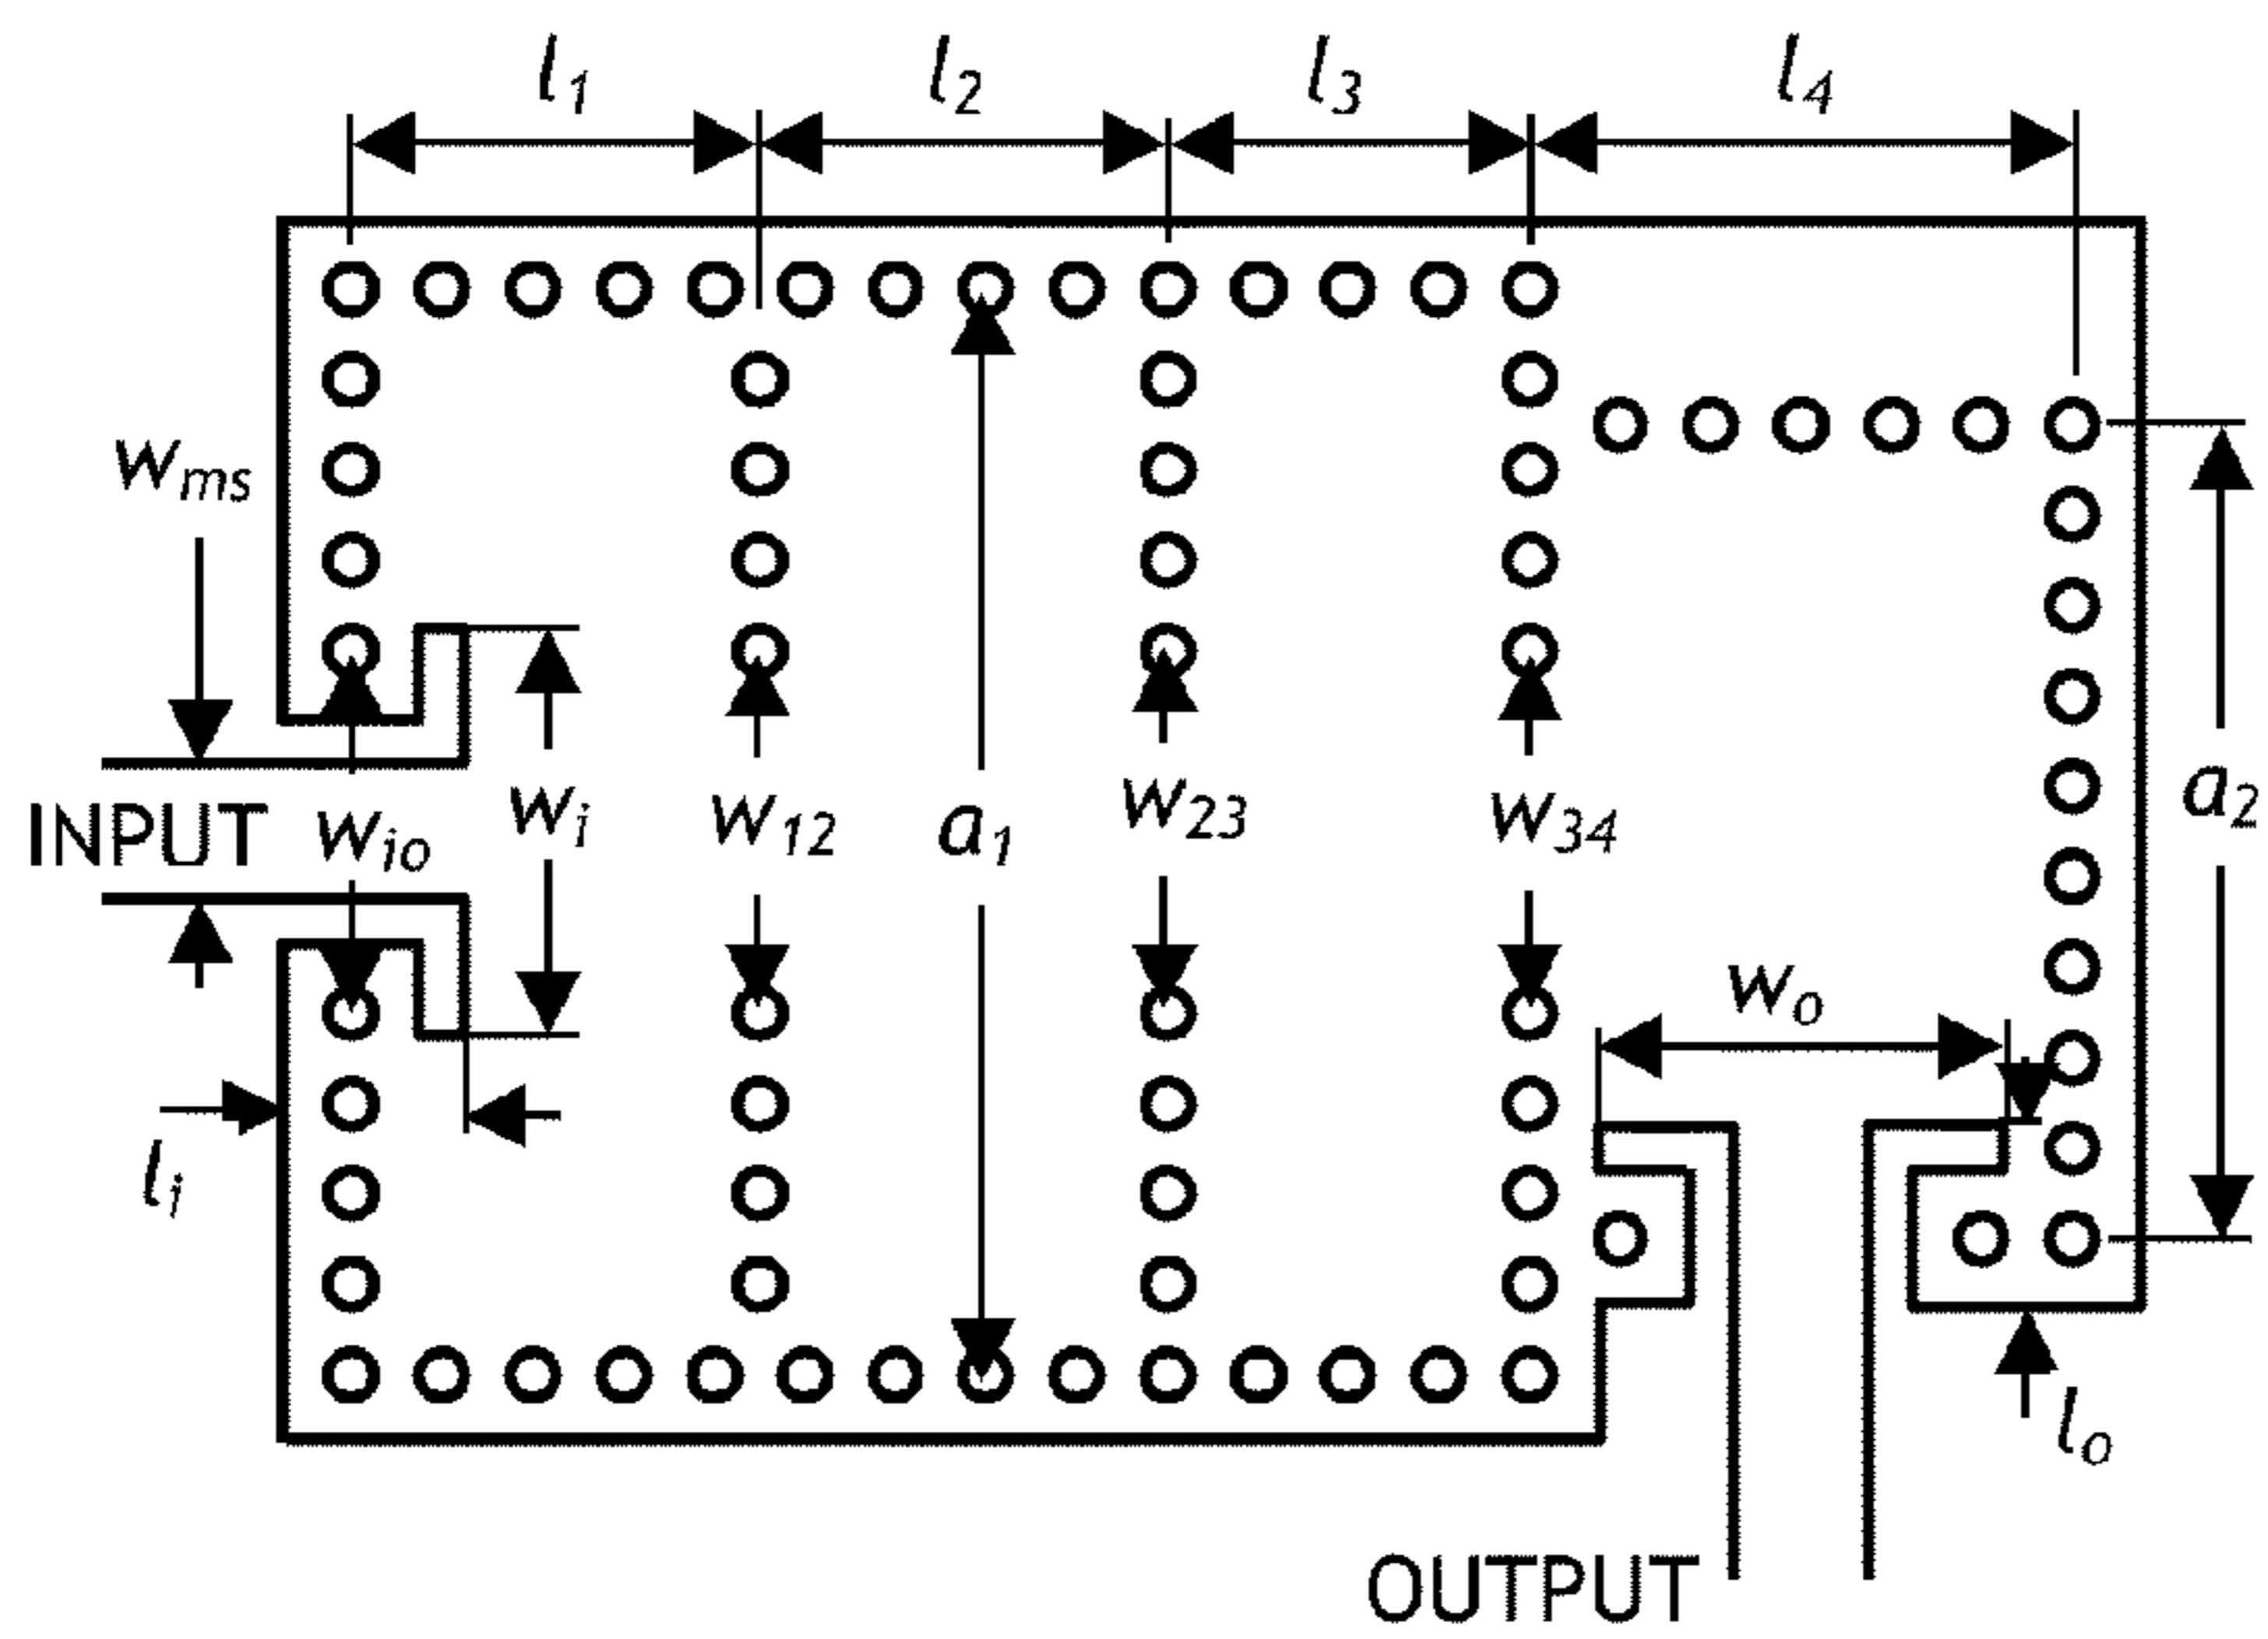 l1 l2 l3 l4
wms
INPUT wio wi w12 a1 w23 w34 a2
wo
li
lo
OUTPUT